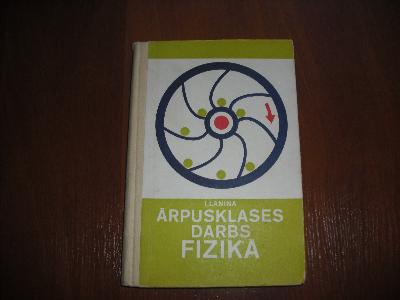 I.LANINA
ĀRPUSKLASES
DARBS
FIZIKĀ